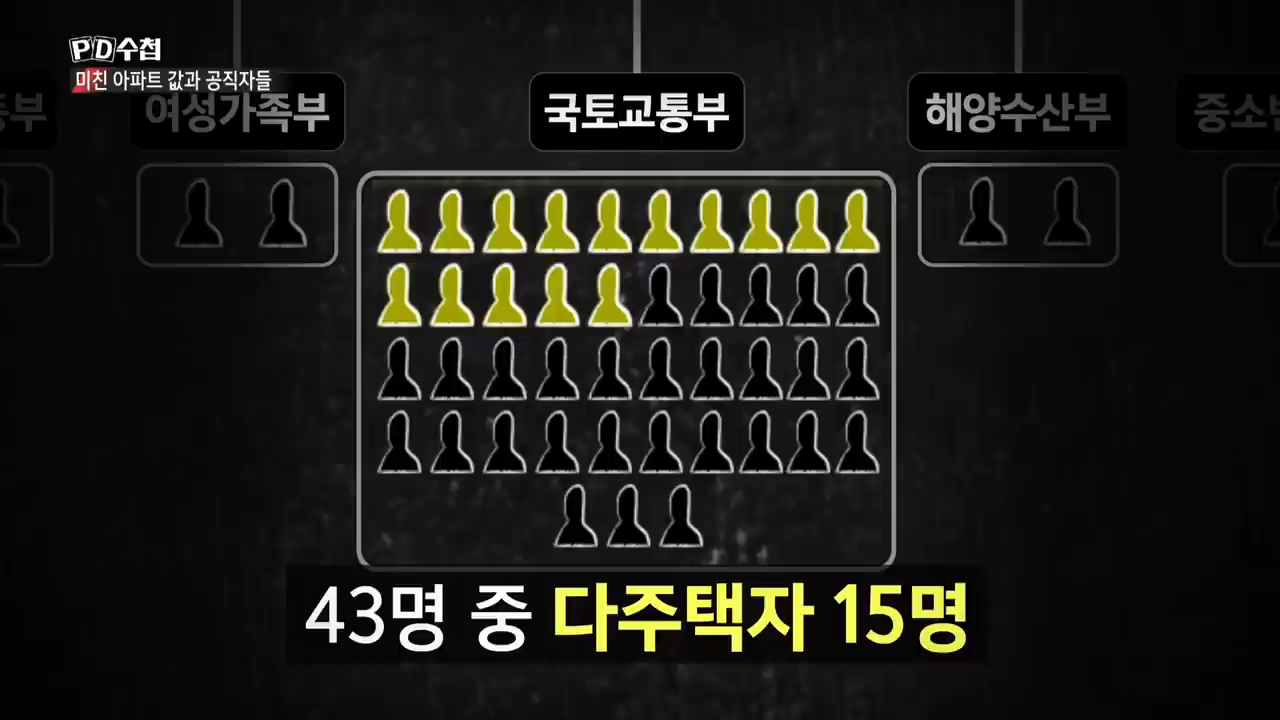 PD수첩
미친 아파트 값과 공직자들
여성가족부
국토교통부
해양수산부
중소
43명 중 다주택자 15명